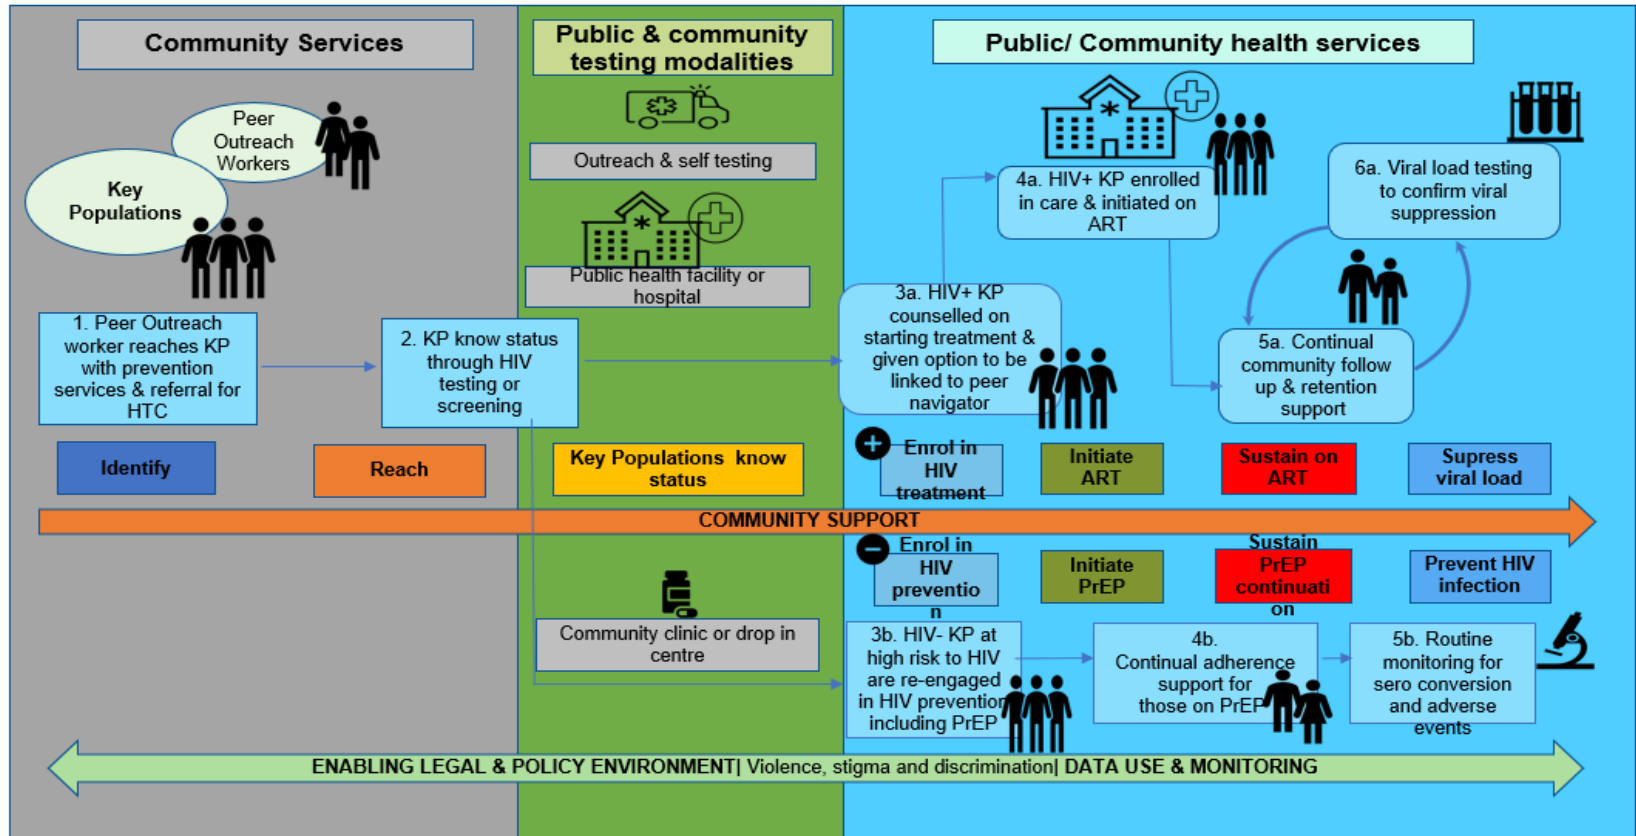 Community Services
Public & community
testing modalities
Public/ Community health services
Peer
Outreach
Workers
Key
Populations
Outreach & self testing
Public health facility or
hospital
4a. HIV+ KP enrolled
in care & initiated on
ART
6a. Viral load testing
to confirm viral
suppression
1. Peer Outreach
worker reaches KP
with prevention
services & referral for
HTC
2. KP know status
through HIV
testing or
screening
3a. HIV+ KP
counselled on
starting treatment &
given option to be
linked to peer
navigator
5a. Continual
community follow
up & retention
support
Identify
Reach
Key Populations  know
status
Enrol in
HIV
treatment
Initiate
ART
Sustain on
ART
Supress
viral load
COMMUNITY SUPPORT
Enrol in
HIV
preventio
n
Initiate
PrEP
Sustain
PrEP
continuati
on
Prevent HIV
infection
Community clinic or drop in
centre
3b. HIV- KP at
high risk to HIV
are re-engaged
in HIV prevention
including PrEP
4b.
Continual adherence
support for
those on PrEP
5b. Routine
monitoring for
sero conversion
and adverse
events
ENABLING LEGAL & POLICY ENVIRONMENT| Violence, stigma and discrimination| DATA USE & MONITORING